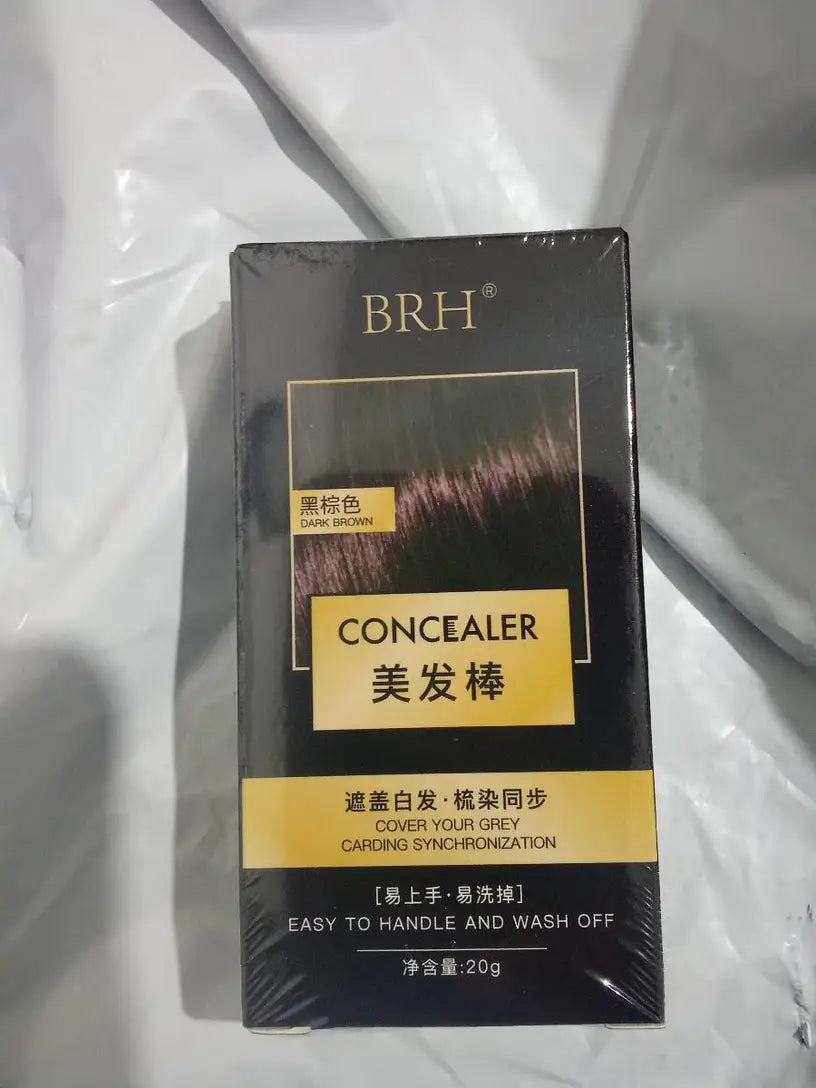 BRH®
黑棕色
DARK BROWN
CONCEALER
美发棒
遮盖白发·梳染同步
COVER YOUR GREY
CARDING SYNCHRONIZATION
[易上手·易洗掉]
EASY TO HANDLE AND WASH OFF
净含量:20g